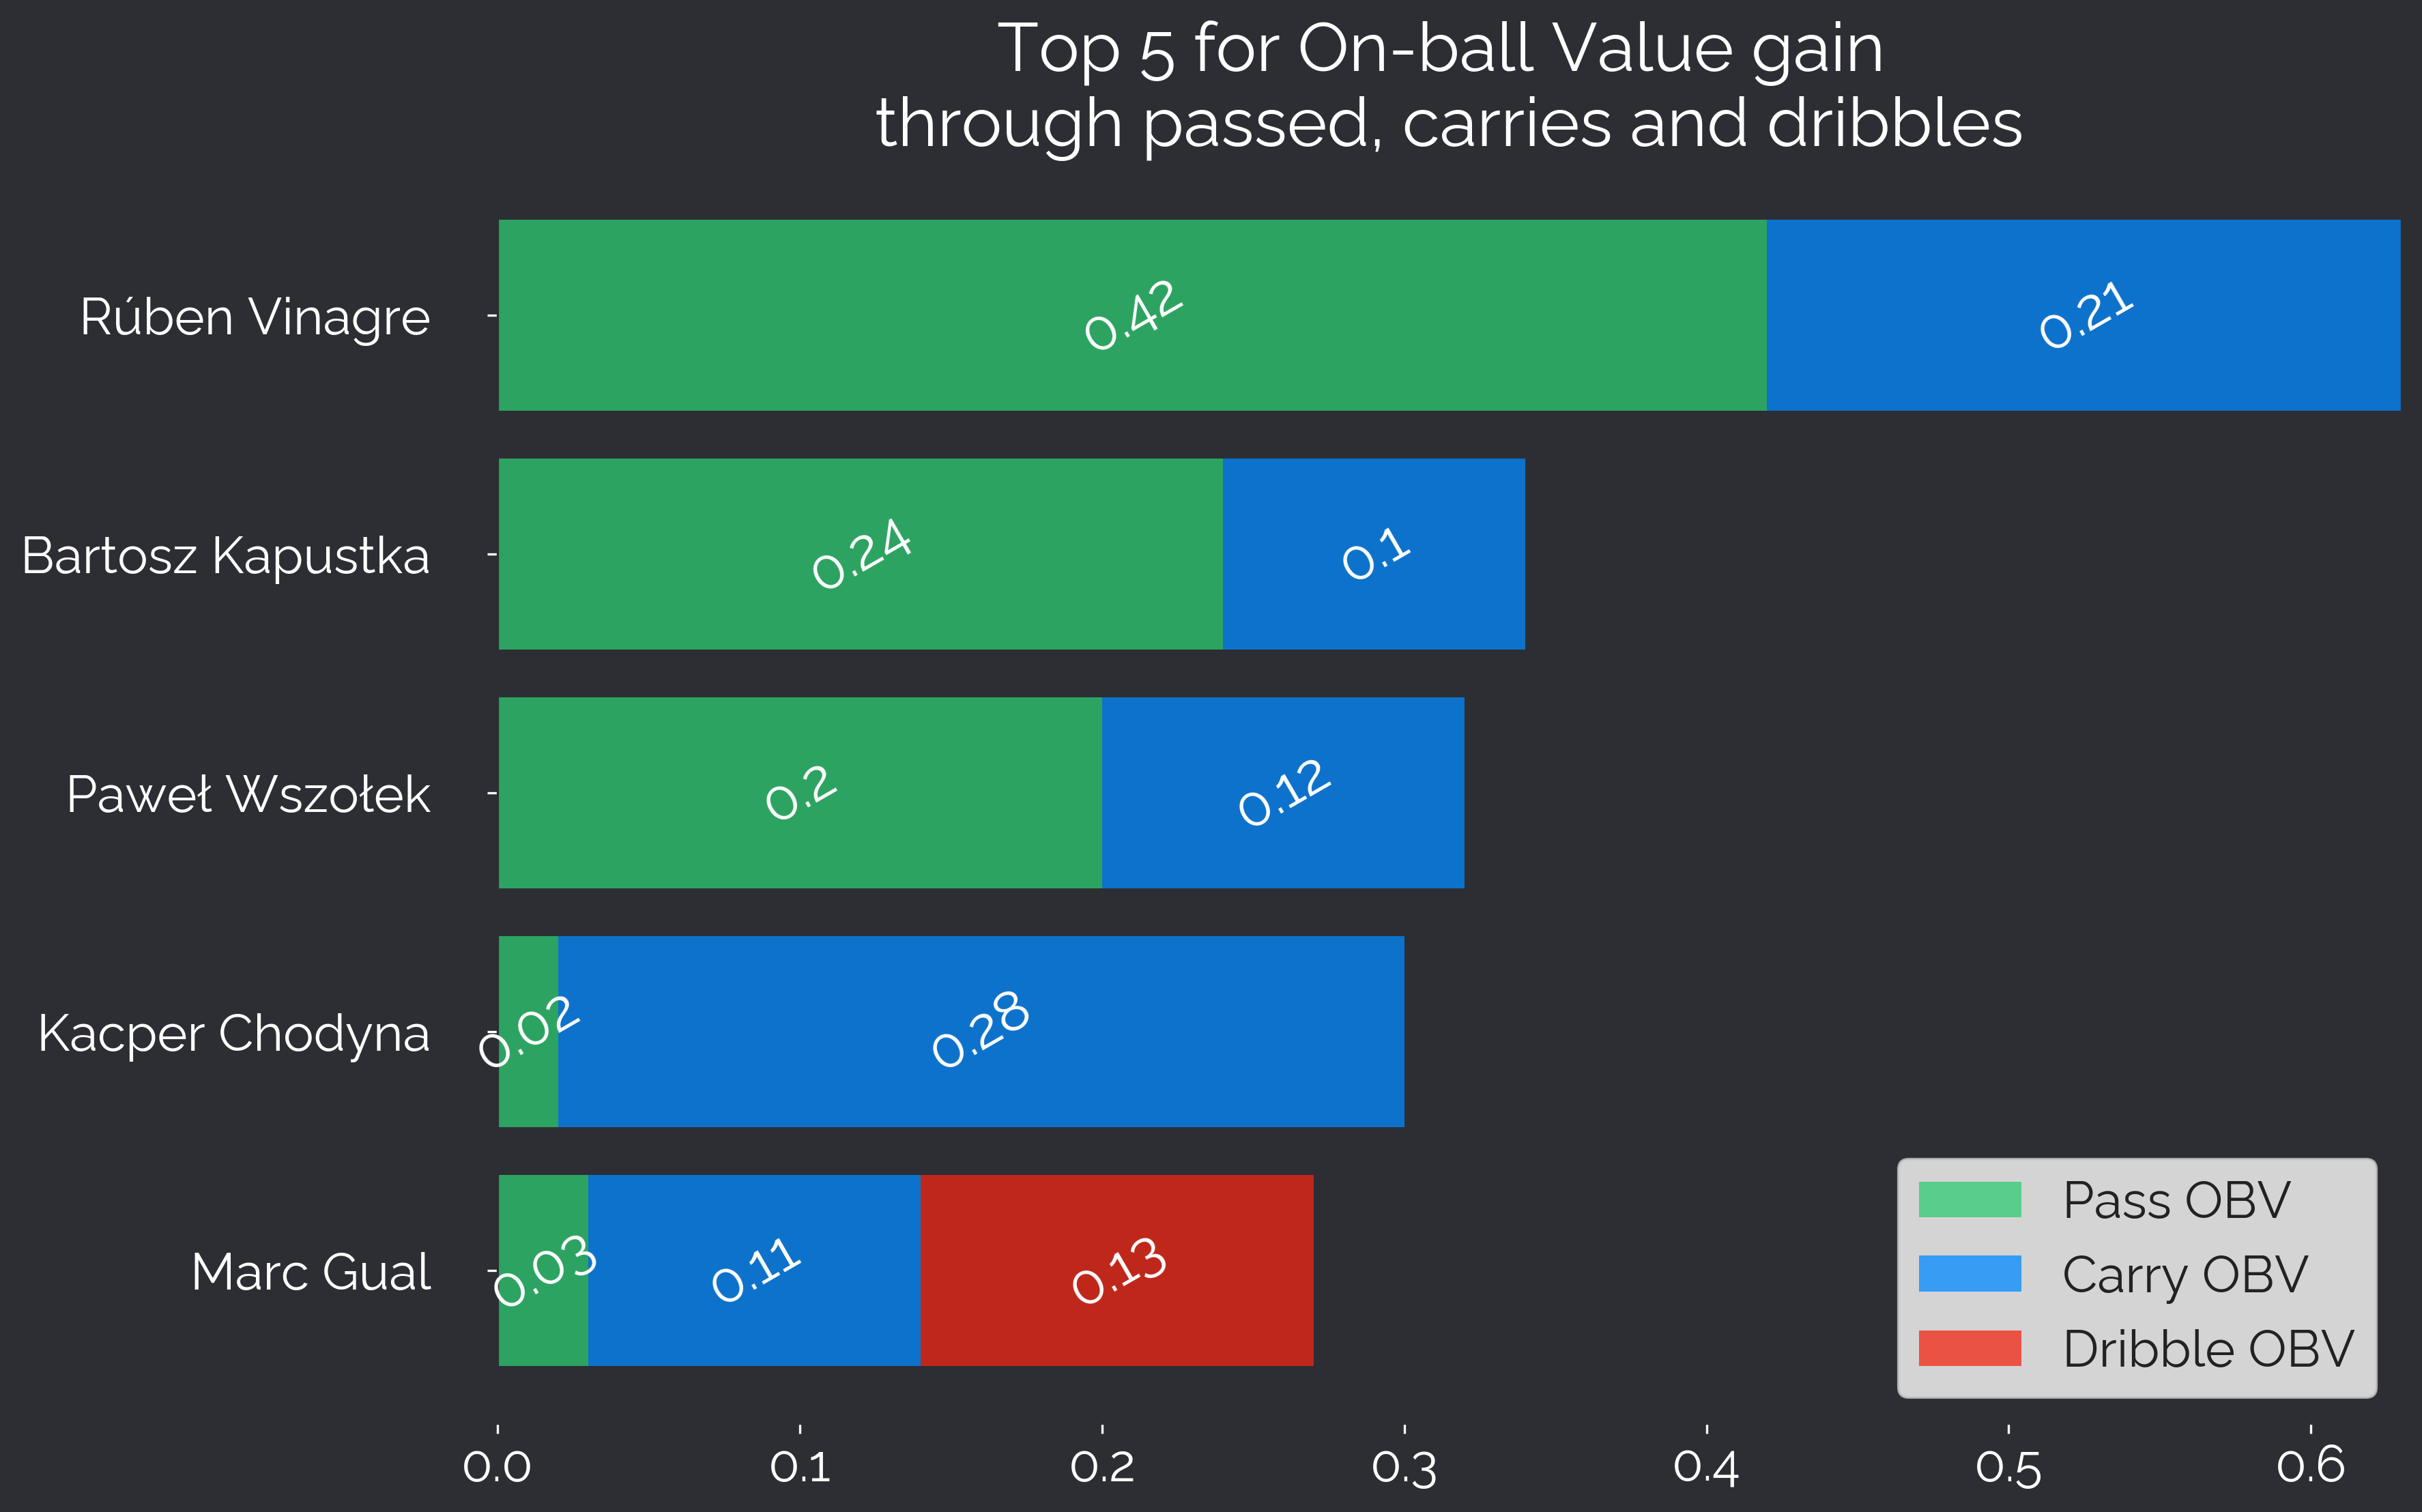 Top 5 for On-ball Value gain
through passed, carries and dribbles
Rúben Vinagre
0.42
0.21
Bartosz Kapustka
0.24
0.1
Paweł Wszołek
0.2
0.12
Kacper Chodyna
0.02
0.28
Marc Gual
0.03
0.11
0.13
Pass OBV
Carry OBV
Dribble OBV
0.0 0.1 0.2 0.3 0.4 0.5 0.6